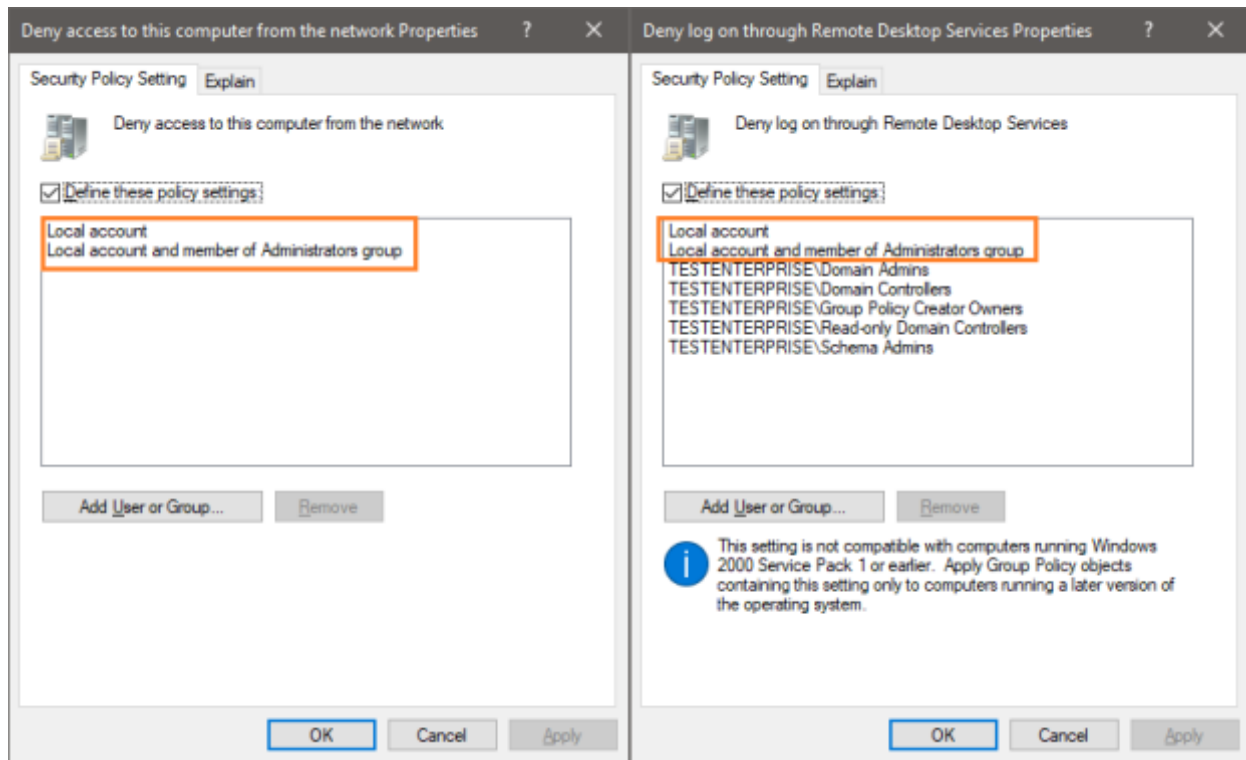 Deny access to this computer from the network Properties ? ×
Security Policy Setting Explain
Deny access to this computer from the network
Define these policy settings:
Local account
Local account and member of Administrators group
Add User or Group... Remove
OK Cancel Apply
Deny log on through Remote Desktop Services Properties ? ×
Security Policy Setting Explain
Deny log on through Remote Desktop Services
Define these policy settings:
Local account
Local account and member of Administrators group
TESTENTERPRISE\Domain Admins
TESTENTERPRISE\Domain Controllers
TESTENTERPRISE\Group Policy Creator Owners
TESTENTERPRISE\Read-only Domain Controllers
TESTENTERPRISE\Schema Admins
Add User or Group... Remove
This setting is not compatible with computers running Windows
2000 Service Pack 1 or earlier. Apply Group Policy objects
containing this setting only to computers running a later version of
the operating system.
OK Cancel Apply